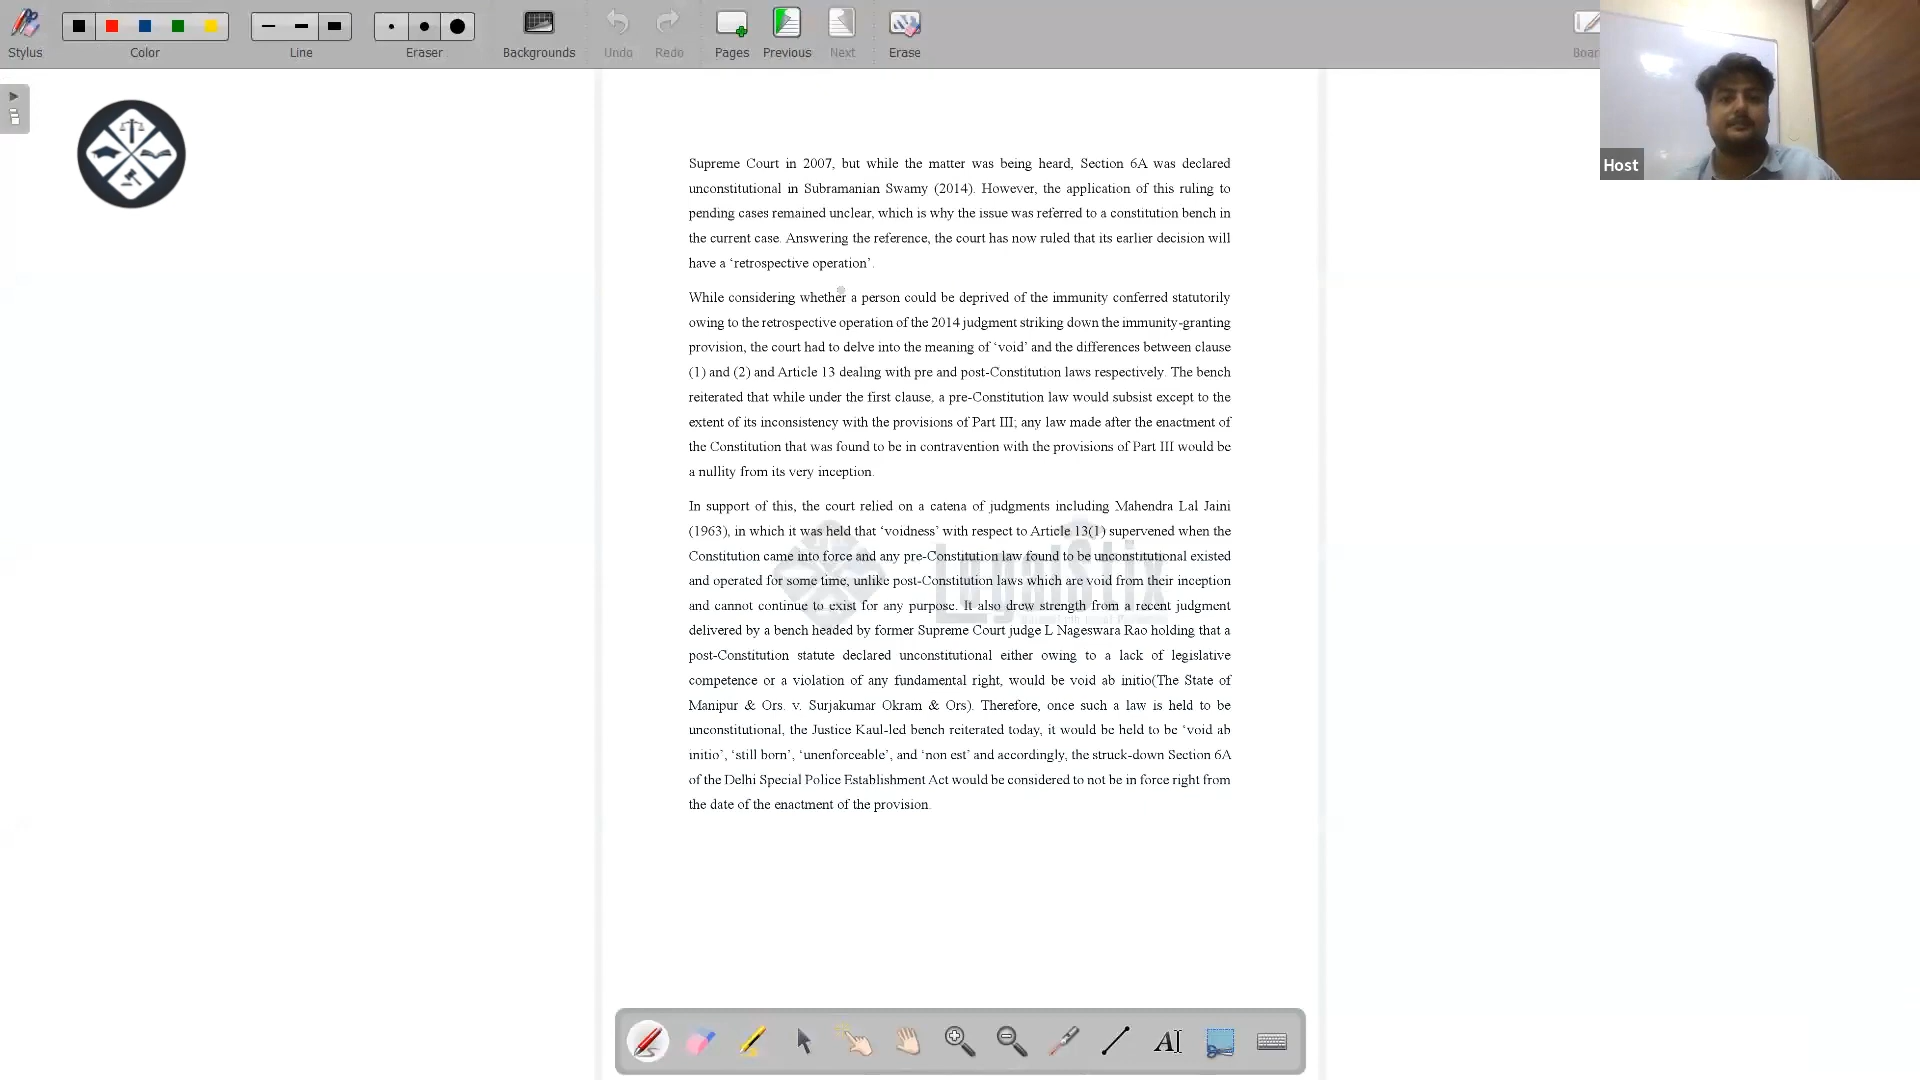 Stylus
Color
Line
Eraser
Backgrounds
Undo
Redo
Pages
Previous
Next
Erase
Boar
Host
Supreme Court in 2007, but while the matter was being heard, Section 6A was declared
unconstitutional in Subramanian Swamy (2014). However, the application of this ruling to
pending cases remained unclear, which is why the issue was referred to a constitution bench in
the current case. Answering the reference, the court has now ruled that its earlier decision will
have a ‘retrospective operation’.
While considering whether a person could be deprived of the immunity conferred statutorily
owing to the retrospective operation of the 2014 judgment striking down the immunity-granting
provision, the court had to delve into the meaning of ‘void’ and the differences between clause
(1) and (2) and Article 13 dealing with pre and post-Constitution laws respectively. The bench
reiterated that while under the first clause, a pre-Constitution law would subsist except to the
extent of its inconsistency with the provisions of Part III; any law made after the enactment of
the Constitution that was found to be in contravention with the provisions of Part III would be
a nullity from its very inception.
In support of this, the court relied on a catena of judgments including Mahendra Lal Jaini
(1963), in which it was held that ‘voidness’ with respect to Article 13(1) supervened when the
Constitution came into force and any pre-Constitution law found to be unconstitutional existed
and operated for some time, unlike post-Constitution laws which are void from their inception
and cannot continue to exist for any purpose. It also drew strength from a recent judgment
delivered by a bench headed by former Supreme Court judge L Nageswara Rao holding that a
post-Constitution statute declared unconstitutional either owing to a lack of legislative
competence or a violation of any fundamental right, would be void ab initio(The State of
Manipur & Ors. v. Surjakumar Okram & Ors). Therefore, once such a law is held to be
unconstitutional, the Justice Kaul-led bench reiterated today, it would be held to be ‘void ab
initio’, ‘still born’, ‘unenforceable’, and ‘non est’ and accordingly, the struck-down Section 6A
of the Delhi Special Police Establishment Act would be considered to not be in force right from
the date of the enactment of the provision.
LegalStix